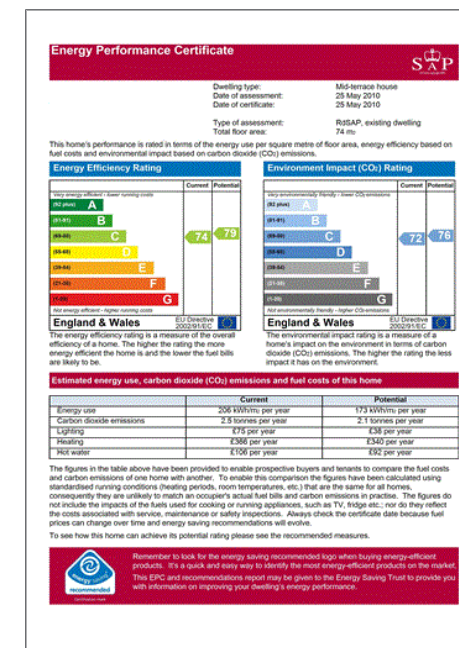 Energy Performance Certificate
SAP
Dwelling type: Mid-terrace house
Date of assessment: 25 May 2010
Date of certificate: 25 May 2010
Type of assessment: RdSAP, existing dwelling
Total floor area: 74 m2
This home's performance is rated in terms of the energy use per square metre of floor area, energy efficiency based on
fuel costs and environmental impact based on carbon dioxide (CO2) emissions.
Energy Efficiency Rating
Current Potential
Very energy efficient - lower running costs
(92 plus) A
(81-91) B
(69-80) C
(55-68) D
(39-54) E
(21-38) F
(1-20) G
74 79
Not energy efficient - higher running costs
England & Wales
EU Directive
2002/91/EC
The energy efficiency rating is a measure of the overall
efficiency of a home. The higher the rating the more
energy efficient the home is and the lower the fuel bills
are likely to be.
Environmental Impact (CO2) Rating
Current Potential
Very environmentally friendly - lower CO2 emissions
(92 plus) A
(81-91) B
(69-80) C
(55-68) D
(39-54) E
(21-38) F
(1-20) G
72 76
Not environmentally friendly - higher CO2 emissions
England & Wales
EU Directive
2002/91/EC
The environmental impact rating is a measure of a
home's impact on the environment in terms of carbon
dioxide (CO2) emissions. The higher the rating the less
impact it has on the environment.
Estimated energy use, carbon dioxide (CO2) emissions and fuel costs of this home
Current Potential
Energy use 206 kWh/m2 per year 173 kWh/m2 per year
Carbon dioxide emissions 2.5 tonnes per year 2.1 tonnes per year
Lighting £75 per year £38 per year
Heating £366 per year £340 per year
Hot water £106 per year £92 per year
The figures in the table above have been provided to enable prospective buyers and tenants to compare the fuel costs
and carbon emissions of one home with another. To enable this comparison the figures have been calculated using
standardised running conditions (heating periods, room temperatures, etc.) that are the same for all homes,
consequently they are unlikely to match an occupier's actual fuel bills and carbon emissions in practise. The figures do
not include the impacts of the fuels used for cooking or running appliances, such as TV, fridge etc.; nor do they reflect
the costs associated with service, maintenance or safety inspections. Always check the certificate date because fuel
prices can change over time and energy saving recommendations will evolve.
To see how this home can achieve its potential rating please see the recommended measures.
energy saving
recommended
Certification mark
Remember to look for the energy saving recommended logo when buying energy-efficient
products. It's a quick and easy way to identify the most energy-efficient products on the market.
This EPC and recommendations report may be given to the Energy Saving Trust to provide you
with information on improving your dwelling's energy performance.